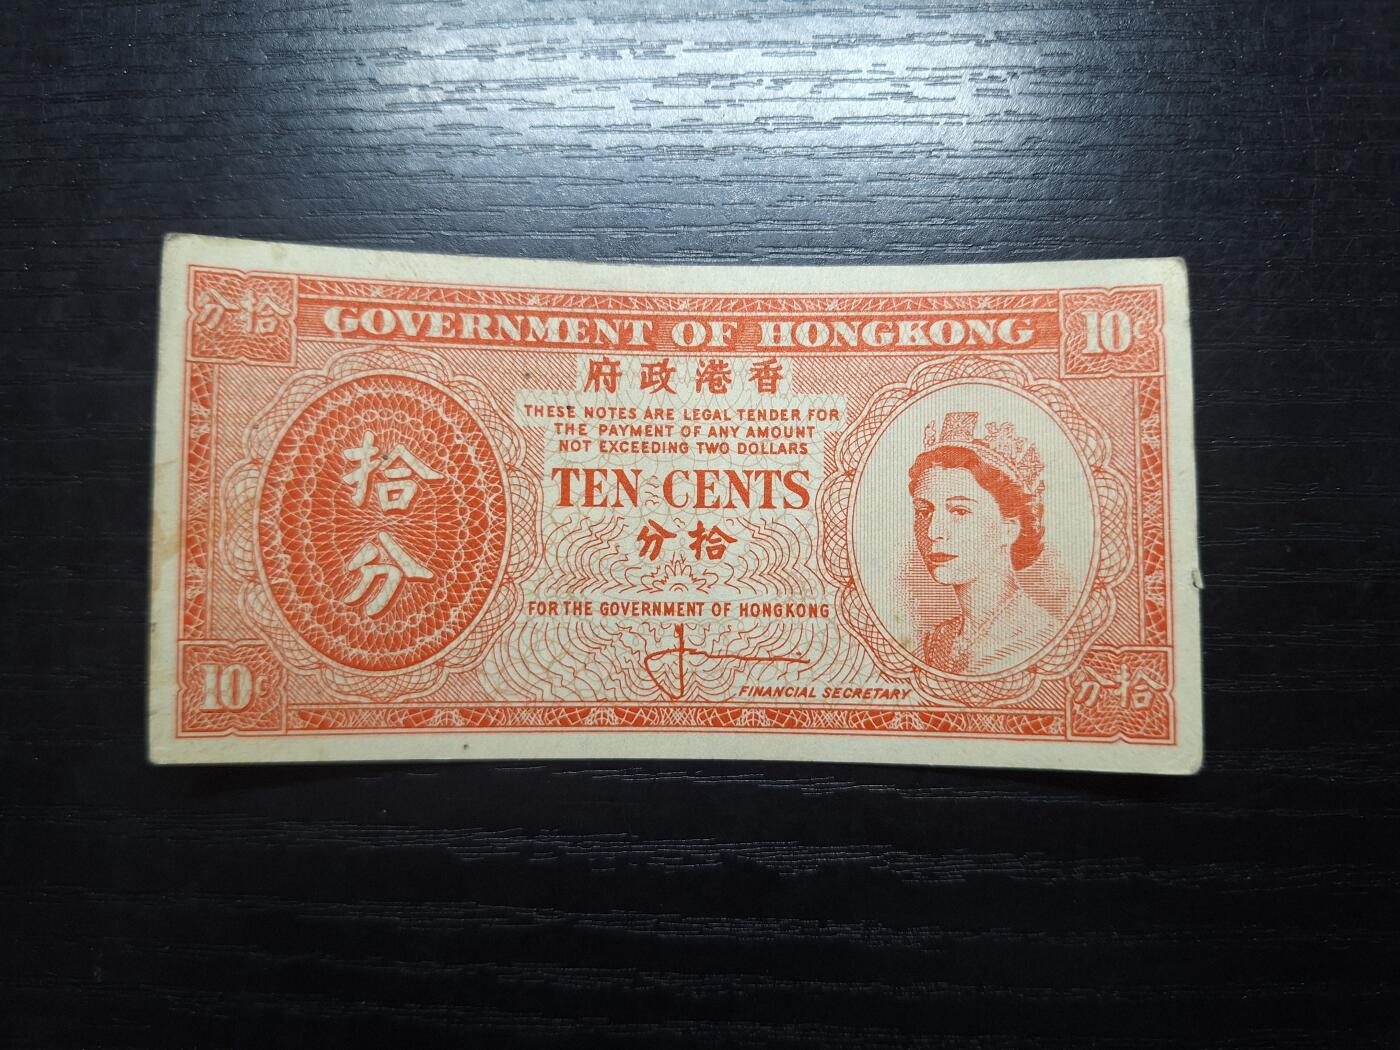 分拾
GOVERNMENT OF HONGKONG
10¢
府政港香
THESE NOTES ARE LEGAL TENDER FOR
THE PAYMENT OF ANY AMOUNT
NOT EXCEEDING TWO DOLLARS
拾
分
TEN CENTS
分拾
FOR THE GOVERNMENT OF HONGKONG
10¢
FINANCIAL SECRETARY
分拾